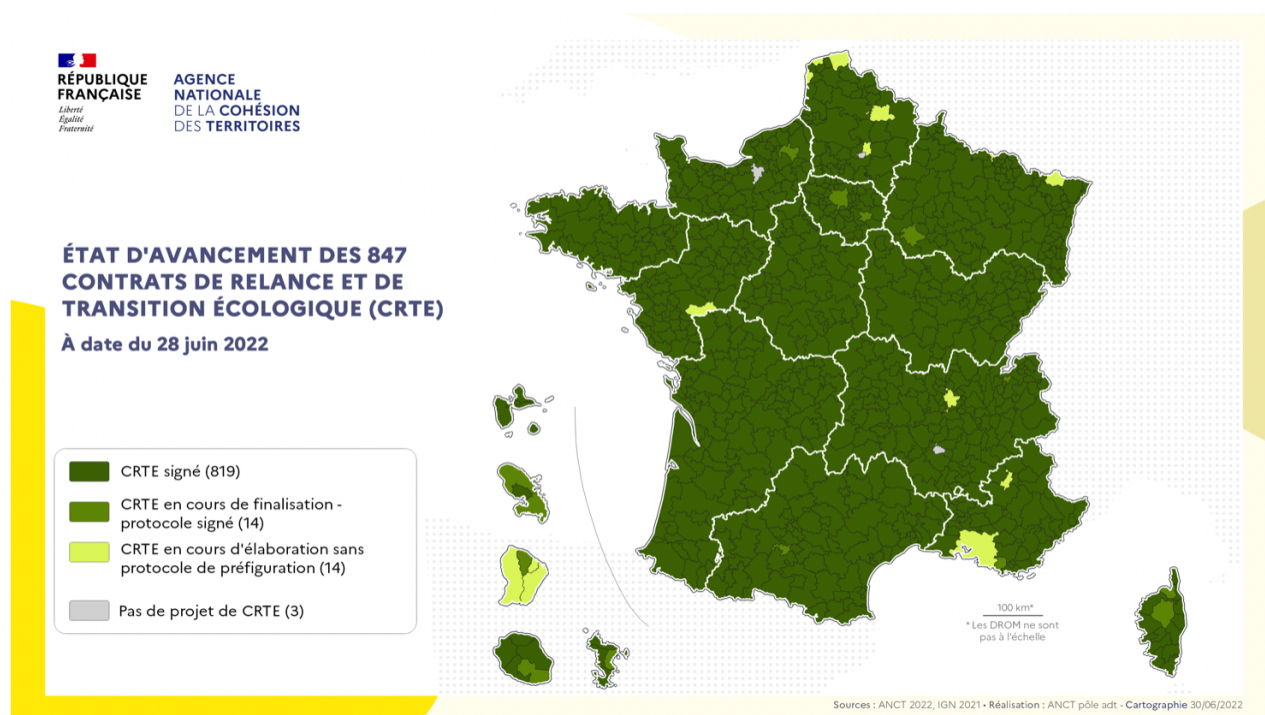 RÉPUBLIQUE
FRANÇAISE
Liberté
Égalité
Fraternité
AGENCE
NATIONALE
DE LA COHÉSION
DES TERRITOIRES
ÉTAT D'AVANCEMENT DES 847
CONTRATS DE RELANCE ET DE
TRANSITION ÉCOLOGIQUE (CRTE)
À date du 28 juin 2022
CRTE signé (819)
CRTE en cours de finalisation -
protocole signé (14)
CRTE en cours d'élaboration sans
protocole de préfiguration (14)
Pas de projet de CRTE (3)
100 km*
* Les DROM ne sont
pas à l'échelle
Sources : ANCT 2022, IGN 2021 • Réalisation : ANCT pôle adt - Cartographie 30/06/2022